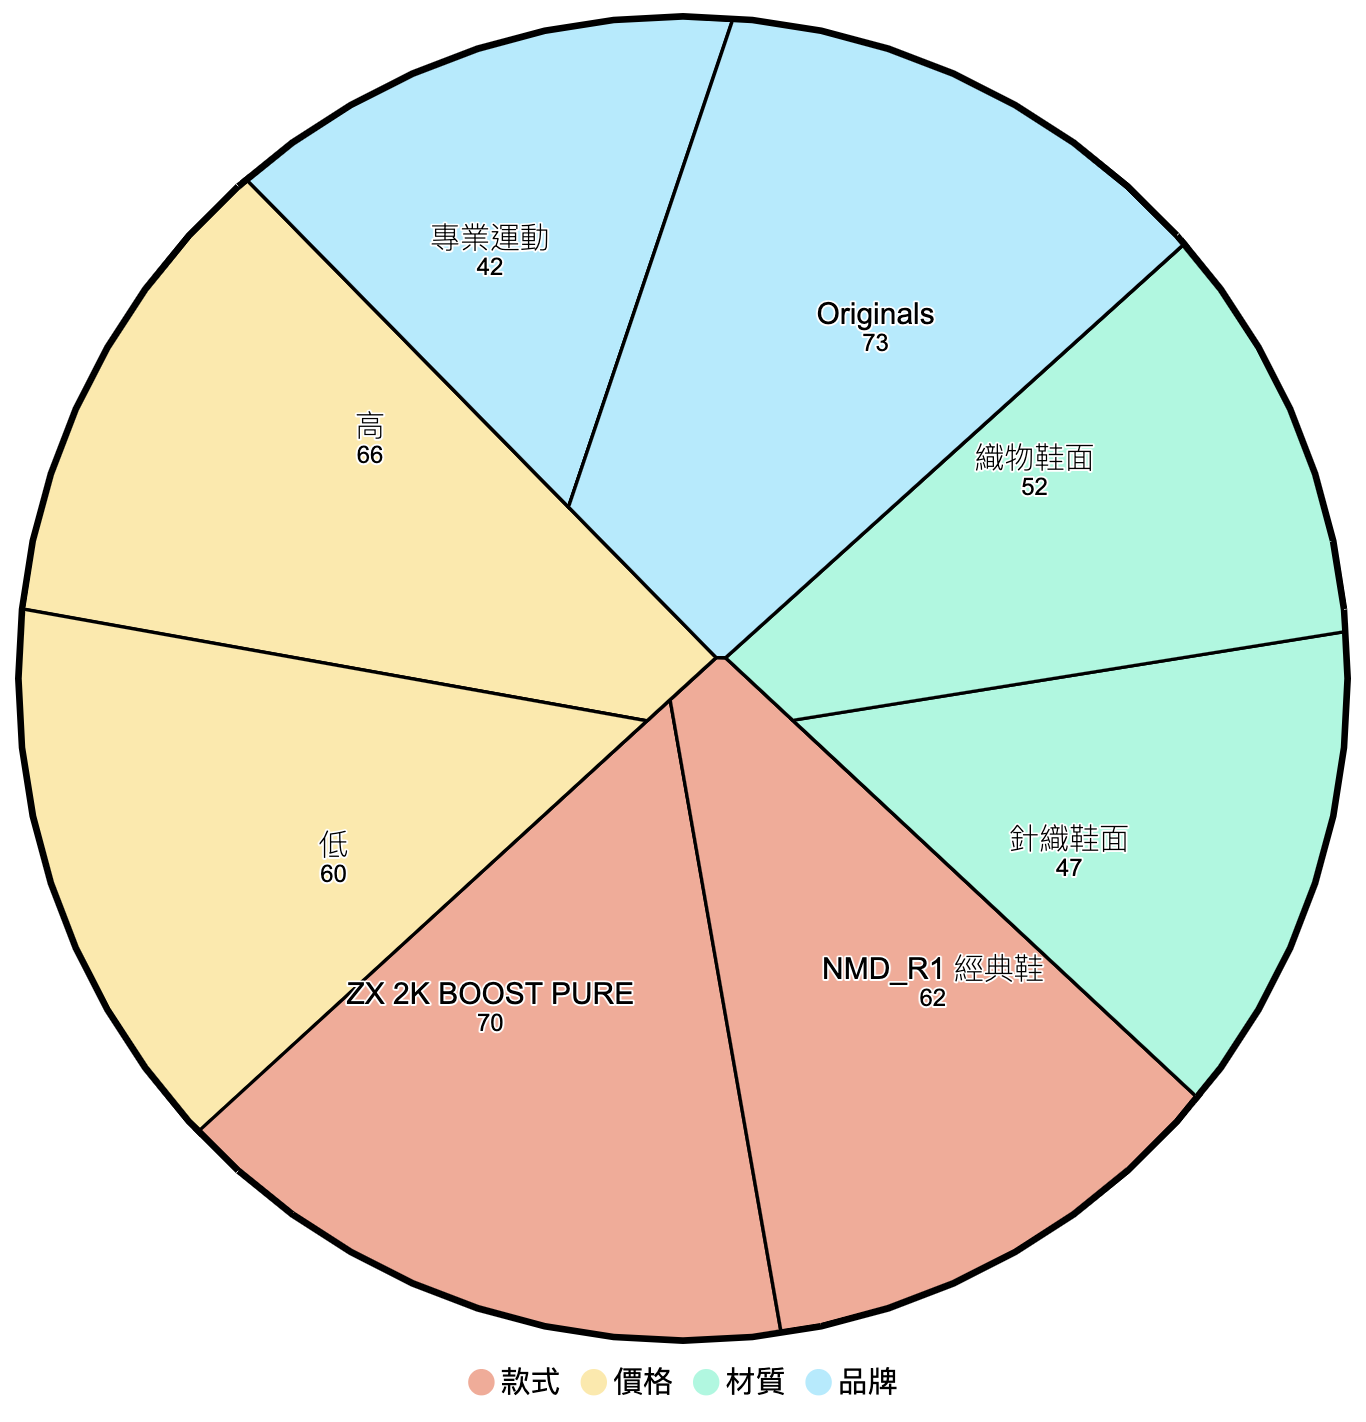 專業運動
42
Originals
73
高
66
織物鞋面
52
低
60
針織鞋面
47
ZX 2K BOOST PURE
70
NMD_R1 經典鞋
62
款式 價格 材質 品牌